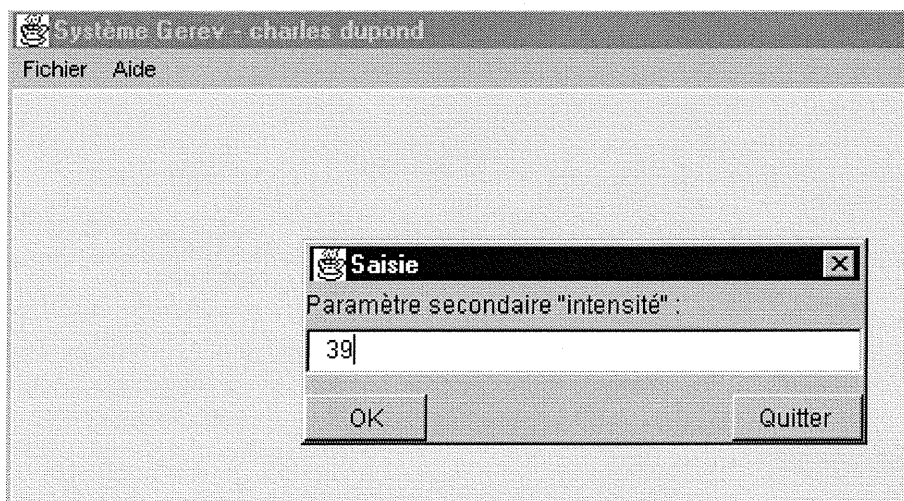 Système Gerev - charles dupond
Fichier Aide
Saisie
Paramètre secondaire "intensité" :
39
OK Quitter